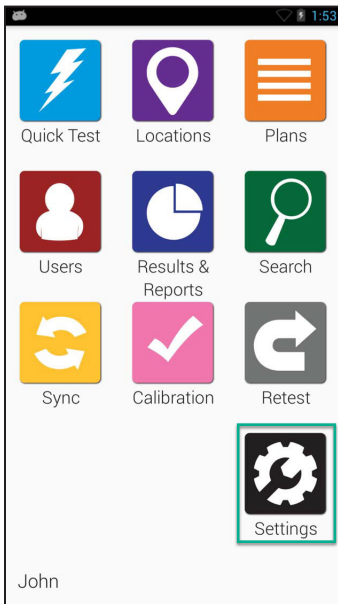 1:53
Quick Test Locations Plans
Users Results & Search
Reports
Sync Calibration Retest
Settings
John